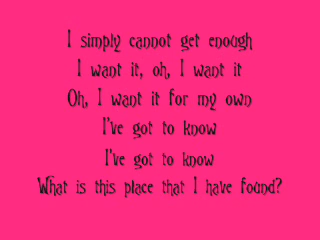 I simply cannot get enough
I want it, oh, I want it
Oh, I want it for my own
I've got to know
I've got to know
What is this place that I have found?